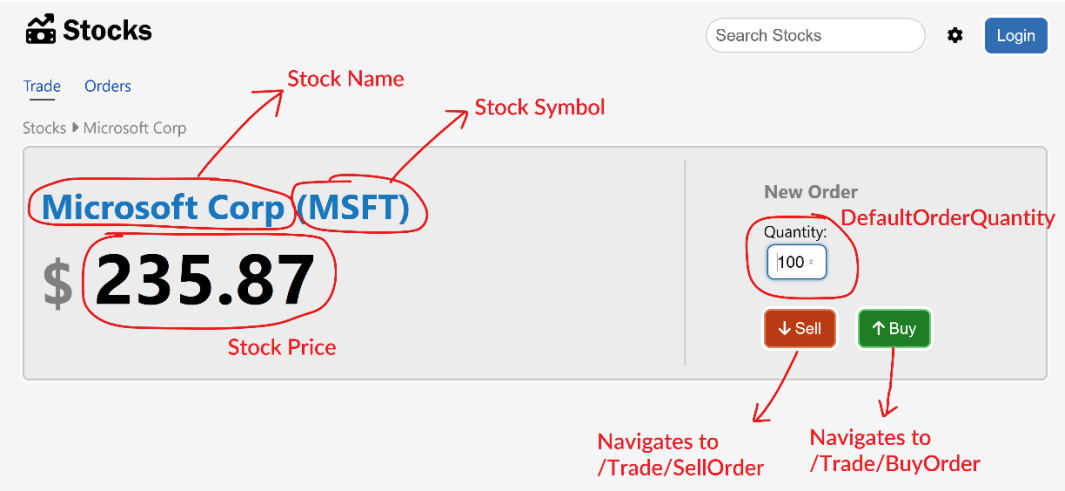 Stocks
Search Stocks
Login
Trade Orders
Stock Name
Stock Symbol
Stocks Microsoft Corp
Microsoft Corp (MSFT)
$ 235.87
Stock Price
New Order
DefaultOrderQuantity
Quantity:
100
Sell
Buy
Navigates to
/Trade/SellOrder
Navigates to
/Trade/BuyOrder